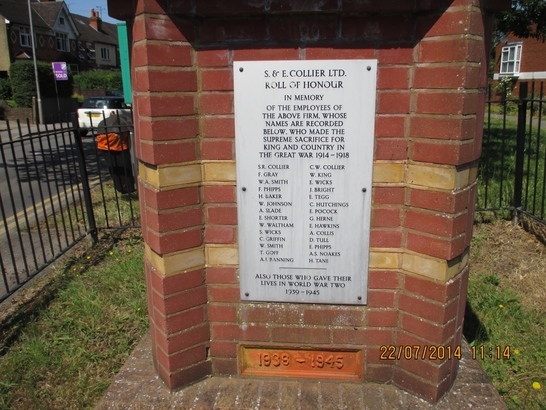 S. & E. COLLIER LTD.
ROLL OF HONOUR
IN MEMORY
OF THE EMPLOYEES OF
THE ABOVE FIRM, WHOSE
NAMES ARE RECORDED
BELOW, WHO MADE THE
SUPREME SACRIFICE FOR
KING AND COUNTRY IN
THE GREAT WAR 1914-1918
S.R. COLLIER
F. GRAY
W.A. SMITH
F. PHIPPS
H. BAKER
W. JOHNSON
A. SLADE
E. SHORTER
W. WALTHAM
S. WICKS
C. GRIFFIN
W. SMITH
T. GOFF
A.J. FANNING
C.W. COLLIER
W. KING
E. WICKS
J. BRIGHT
E. TEGG
C. HUTCHINGS
E. POCOCK
G. HERNE
E. HAWKINS
A. COLLIS
D. TULL
E. PHIPPS
A.S. NOAKES
H. TANE
ALSO THOSE WHO GAVE THEIR
LIVES IN WORLD WAR TWO
1939-1945
1939-1945
SOLD
22/07/2014 11:14